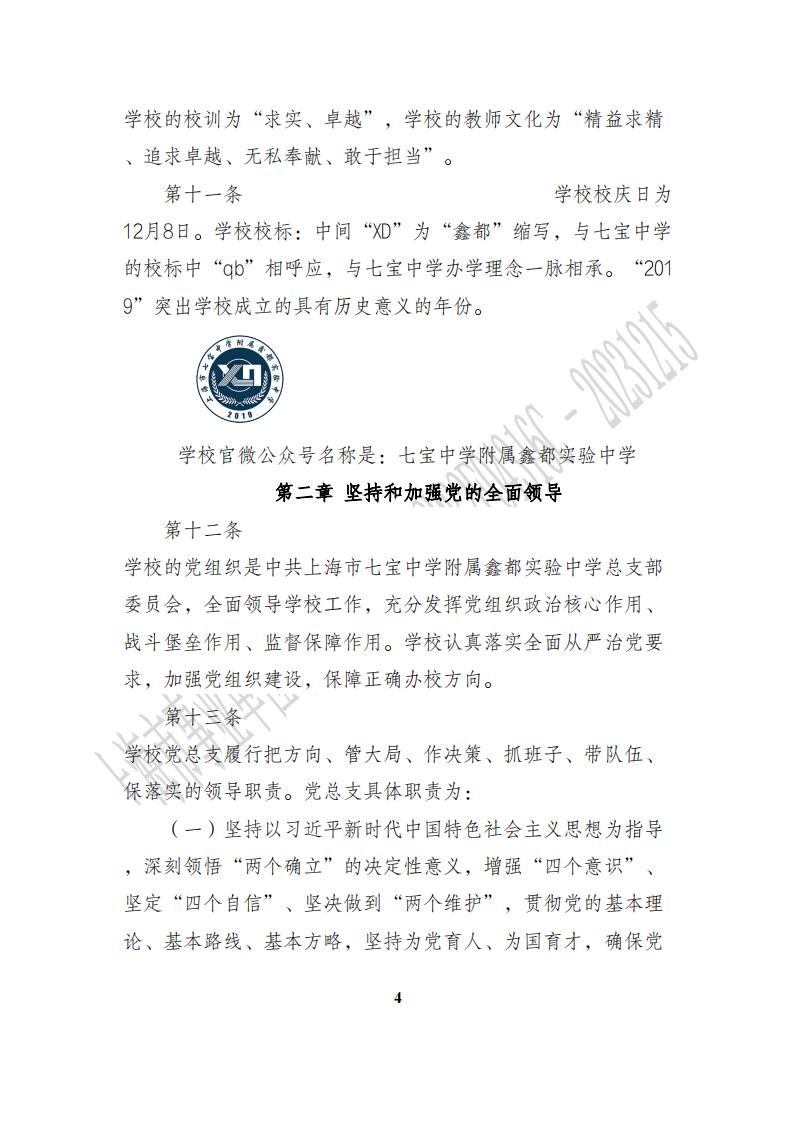 学校的校训为“求实、卓越”，学校的教师文化为“精益求精
、追求卓越、无私奉献、敢于担当”。
第十一条 学校校庆日为
12月8日。学校校标：中间“XD”为“鑫都”缩写，与七宝中学
的校标中“qb”相呼应，与七宝中学办学理念一脉相承。“201
9”突出学校成立的具有历史意义的年份。
上海市七宝中学附属鑫都实验中学
XD
2019
学校官微公众号名称是：七宝中学附属鑫都实验中学
第二章 坚持和加强党的全面领导
第十二条
学校的党组织是中共上海市七宝中学附属鑫都实验中学总支部
委员会，全面领导学校工作，充分发挥党组织政治核心作用、
战斗堡垒作用、监督保障作用。学校认真落实全面从严治党要
求，加强党组织建设，保障正确办校方向。
第十三条
学校党总支履行把方向、管大局、作决策、抓班子、带队伍、
保落实的领导职责。党总支具体职责为：
（一）坚持以习近平新时代中国特色社会主义思想为指导
，深刻领悟“两个确立”的决定性意义，增强“四个意识”、
坚定“四个自信”、坚决做到“两个维护”，贯彻党的基本理
论、基本路线、基本方略，坚持为党育人、为国育才，确保党
4
20231215